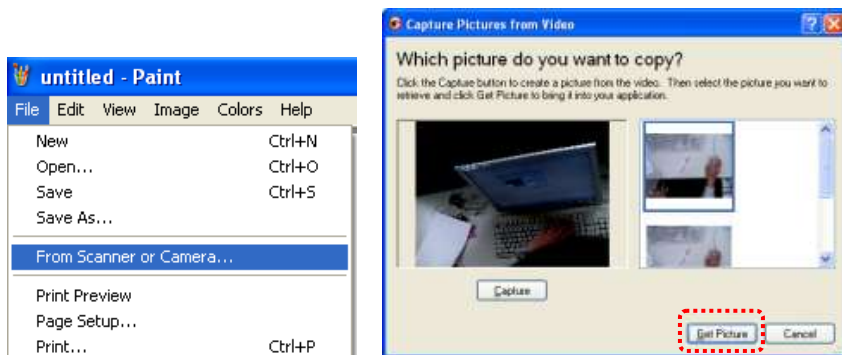 untitled - Paint
File Edit View Image Colors Help
New Ctrl+N
Open... Ctrl+O
Save Ctrl+S
Save As...
From Scanner or Camera...
Print Preview
Page Setup...
Print... Ctrl+P
Capture Pictures from Video
Which picture do you want to copy?
Click the Capture button to create a picture from the video. Then select the picture you want to
retrieve and click Get Picture to bring it into your application.
Capture
Get Picture Cancel